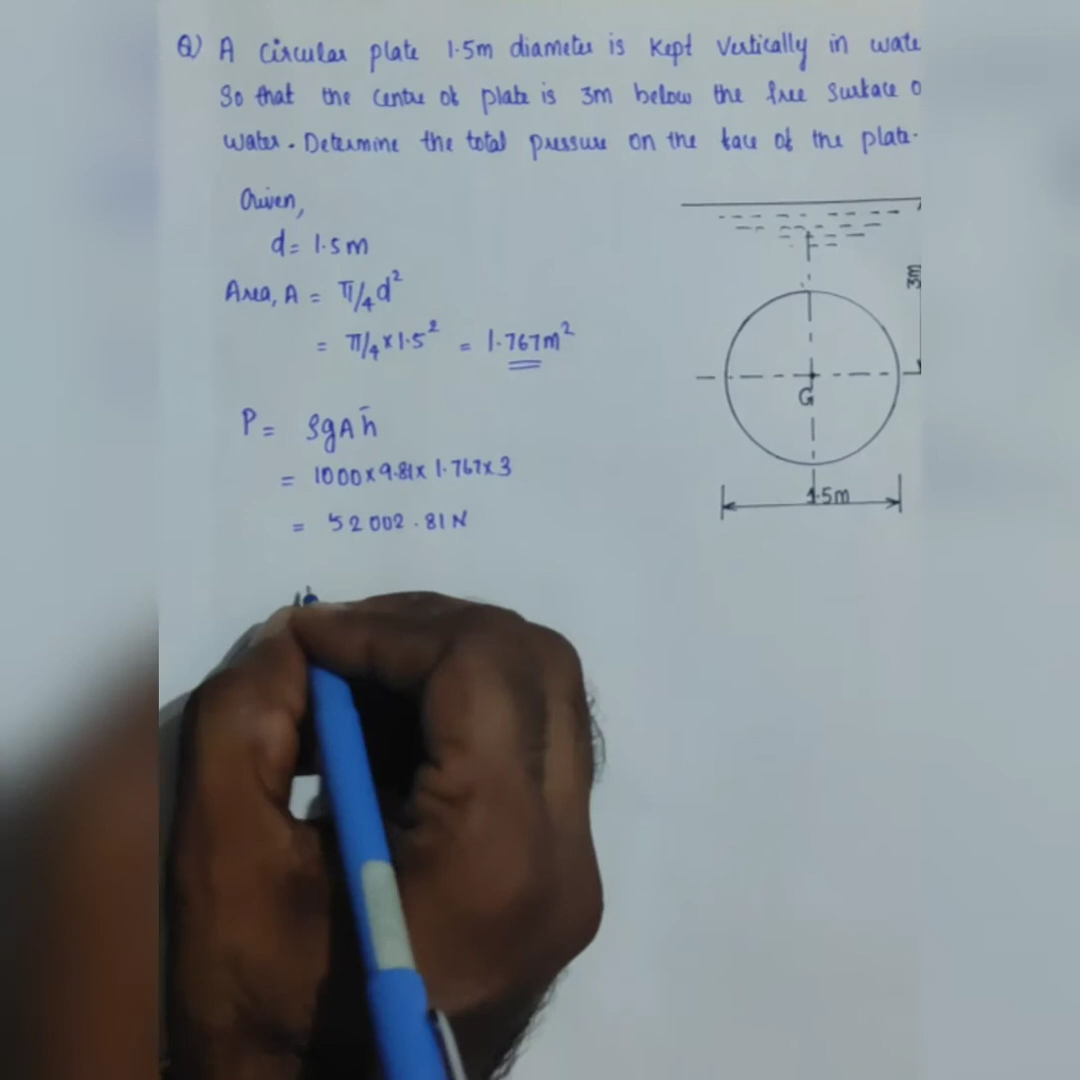 Q) A circular plate 1.5m diameter is kept vertically in wate
So that the centre of plate is 3m below the free surface o
water. Determine the total pressure on the face of the plate.
Given,
d = 1.5m
Area, A = π/4 d²
= π/4 × 1.5² = 1.767m²
P = ρgAh̄
= 1000 × 9.81 × 1.767 × 3
= 52002.81N
3m
G
1.5m